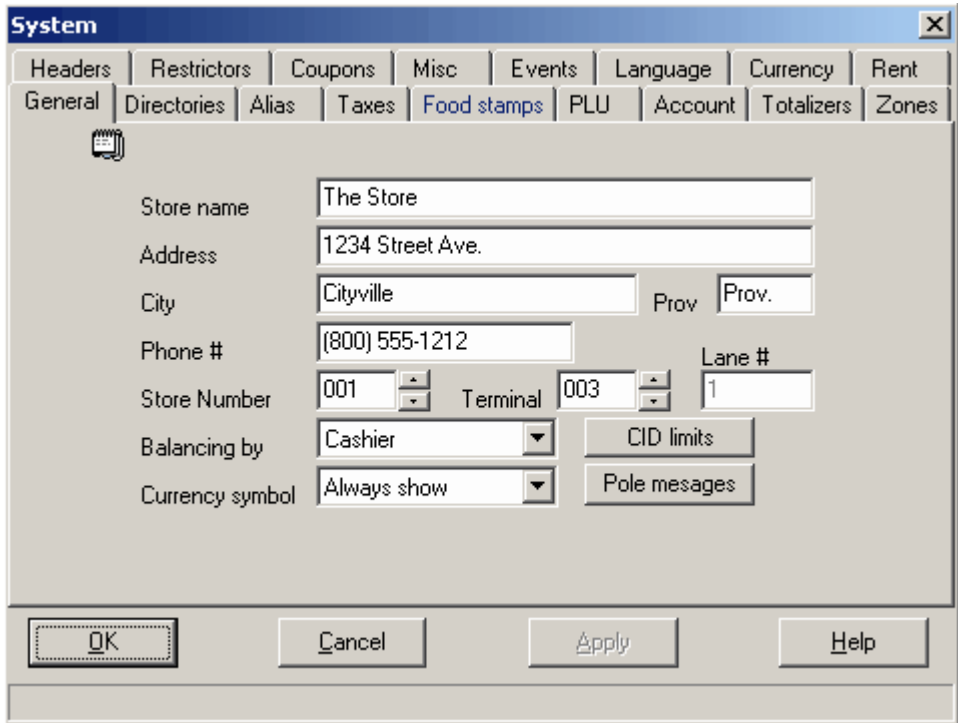 System
Headers Restrictors Coupons Misc Events Language Currency Rent
General Directories Alias Taxes Food stamps PLU Account Totalizers Zones
Store name The Store
Address 1234 Street Ave.
City Cityville Prov Prov.
Phone # (800) 555-1212
Lane #
Store Number 001 Terminal 003 1
Balancing by Cashier CID limits
Currency symbol Always show Pole mesages
OK Cancel Apply Help